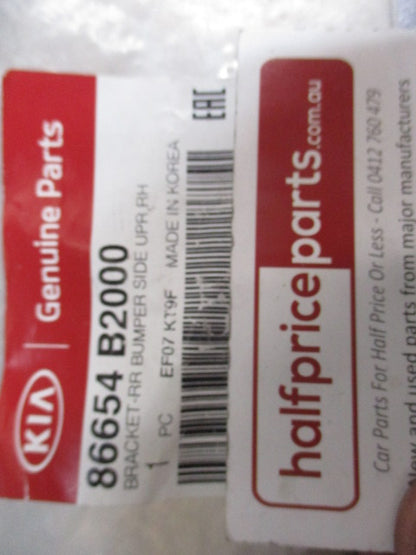 KIA | Genuine Parts
86654 B2000
BRACKET-RR BUMPER SIDE UPR,RH
1 PC EF07 KT9F MADE IN KOREA
EAC
halfpriceparts.com.au
Car Parts For Half Price Or Less - Call 0412 760 479
and used parts from major manufacturers